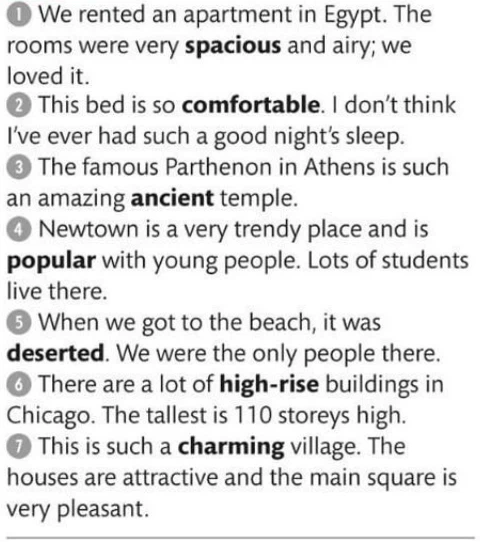 1 We rented an apartment in Egypt. The
rooms were very spacious and airy; we
loved it.
2 This bed is so comfortable. I don't think
I've ever had such a good night's sleep.
3 The famous Parthenon in Athens is such
an amazing ancient temple.
4 Newtown is a very trendy place and is
popular with young people. Lots of students
live there.
5 When we got to the beach, it was
deserted. We were the only people there.
6 There are a lot of high-rise buildings in
Chicago. The tallest is 110 storeys high.
7 This is such a charming village. The
houses are attractive and the main square is
very pleasant.